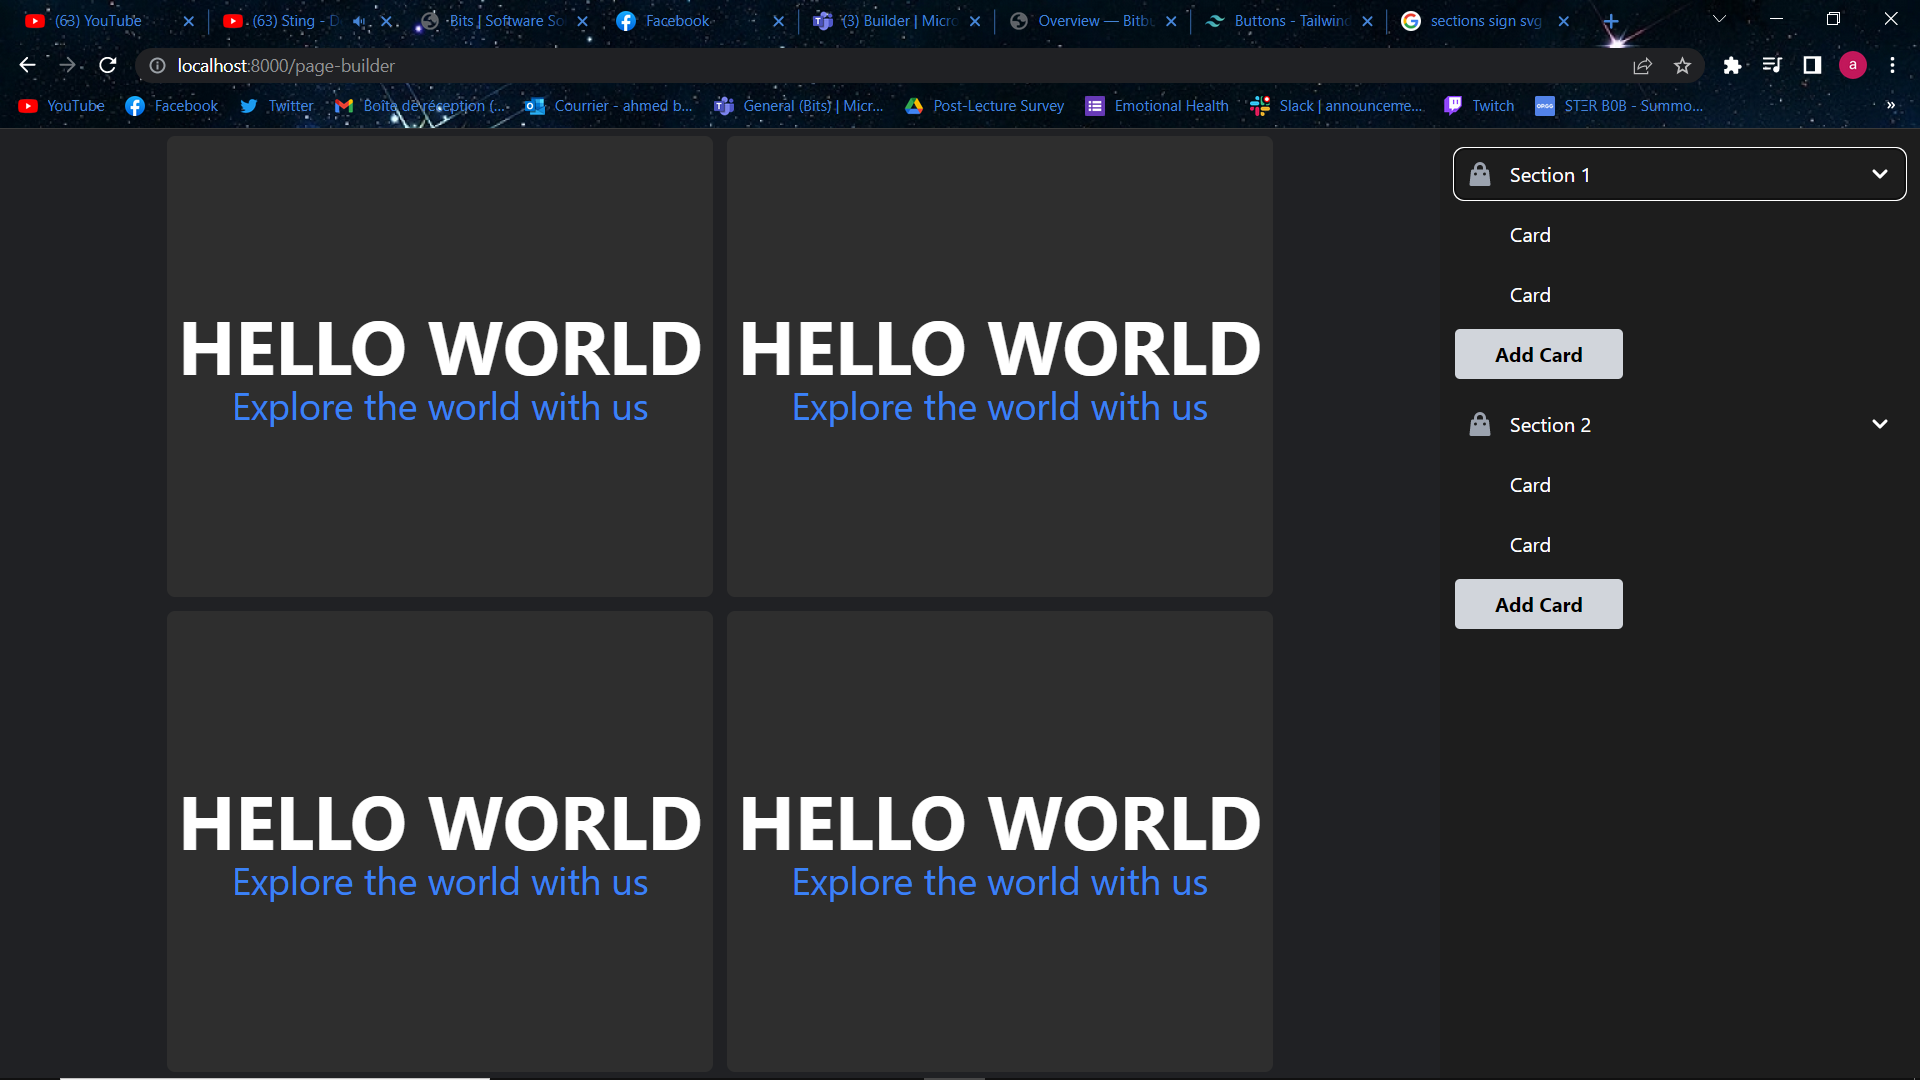 (63) YouTube
(63) Sting - D
Bits | Software So
Facebook
(3) Builder | Micro
Overview — Bitbu
Buttons - Tailwind
sections sign svg
localhost:8000/page-builder
a
YouTube
Facebook
Twitter
Boîte de réception (...
Courrier - ahmed b...
General (Bits) | Micr...
Post-Lecture Survey
Emotional Health
Slack | announceme...
Twitch
OP.GG
STΞR B0B - Summo...
»
HELLO WORLD
Explore the world with us
HELLO WORLD
Explore the world with us
HELLO WORLD
Explore the world with us
HELLO WORLD
Explore the world with us
Section 1
Card
Card
Add Card
Section 2
Card
Card
Add Card